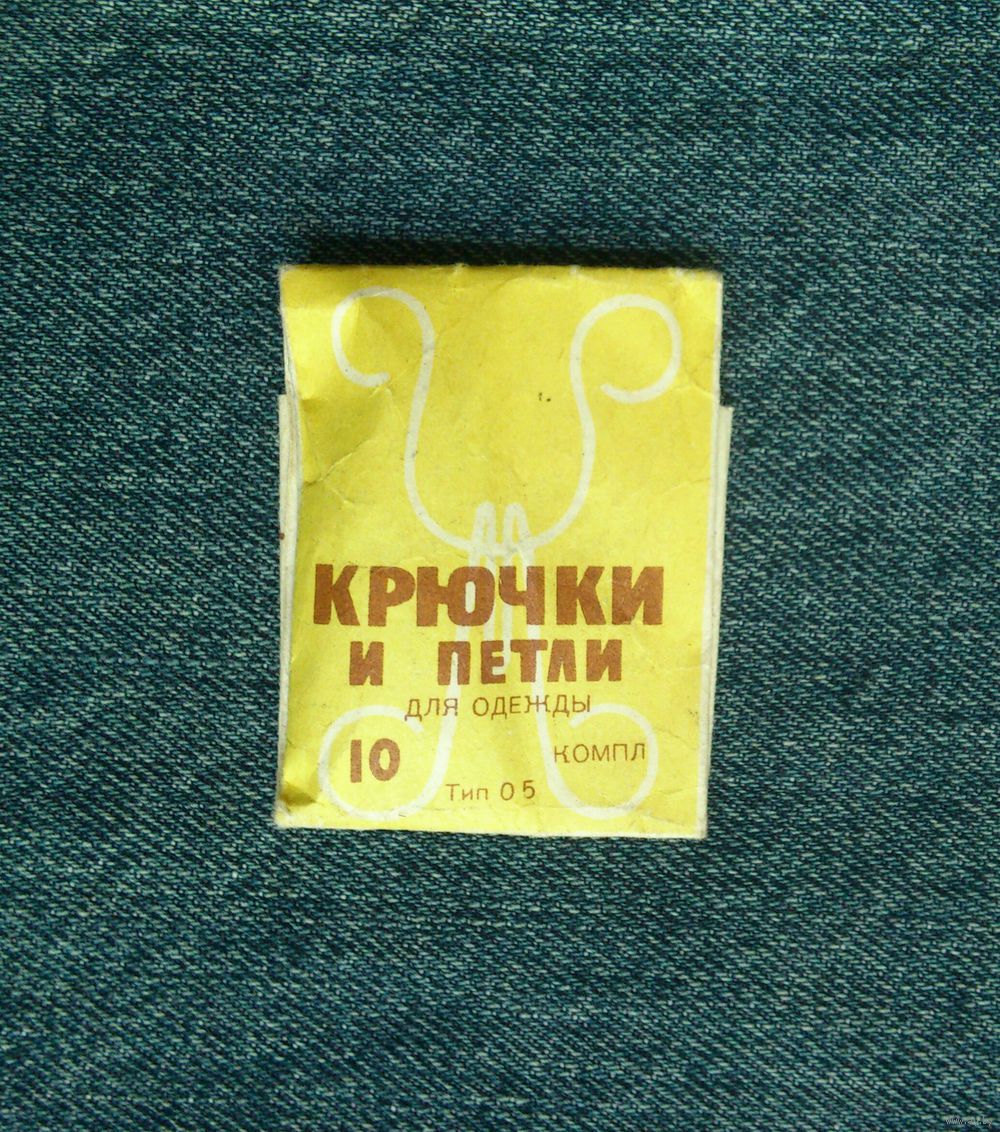 КРЮЧКИ
И ПЕТЛИ
ДЛЯ ОДЕЖДЫ
10 КОМПЛ
Тип 05